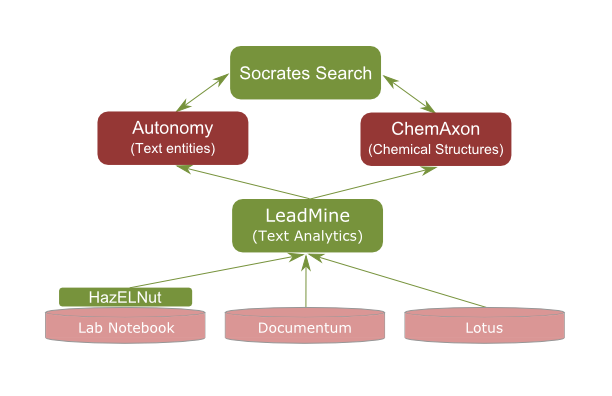 Socrates Search
Autonomy
(Text entities)
ChemAxon
(Chemical Structures)
LeadMine
(Text Analytics)
HazELNut
Lab Notebook
Documentum
Lotus